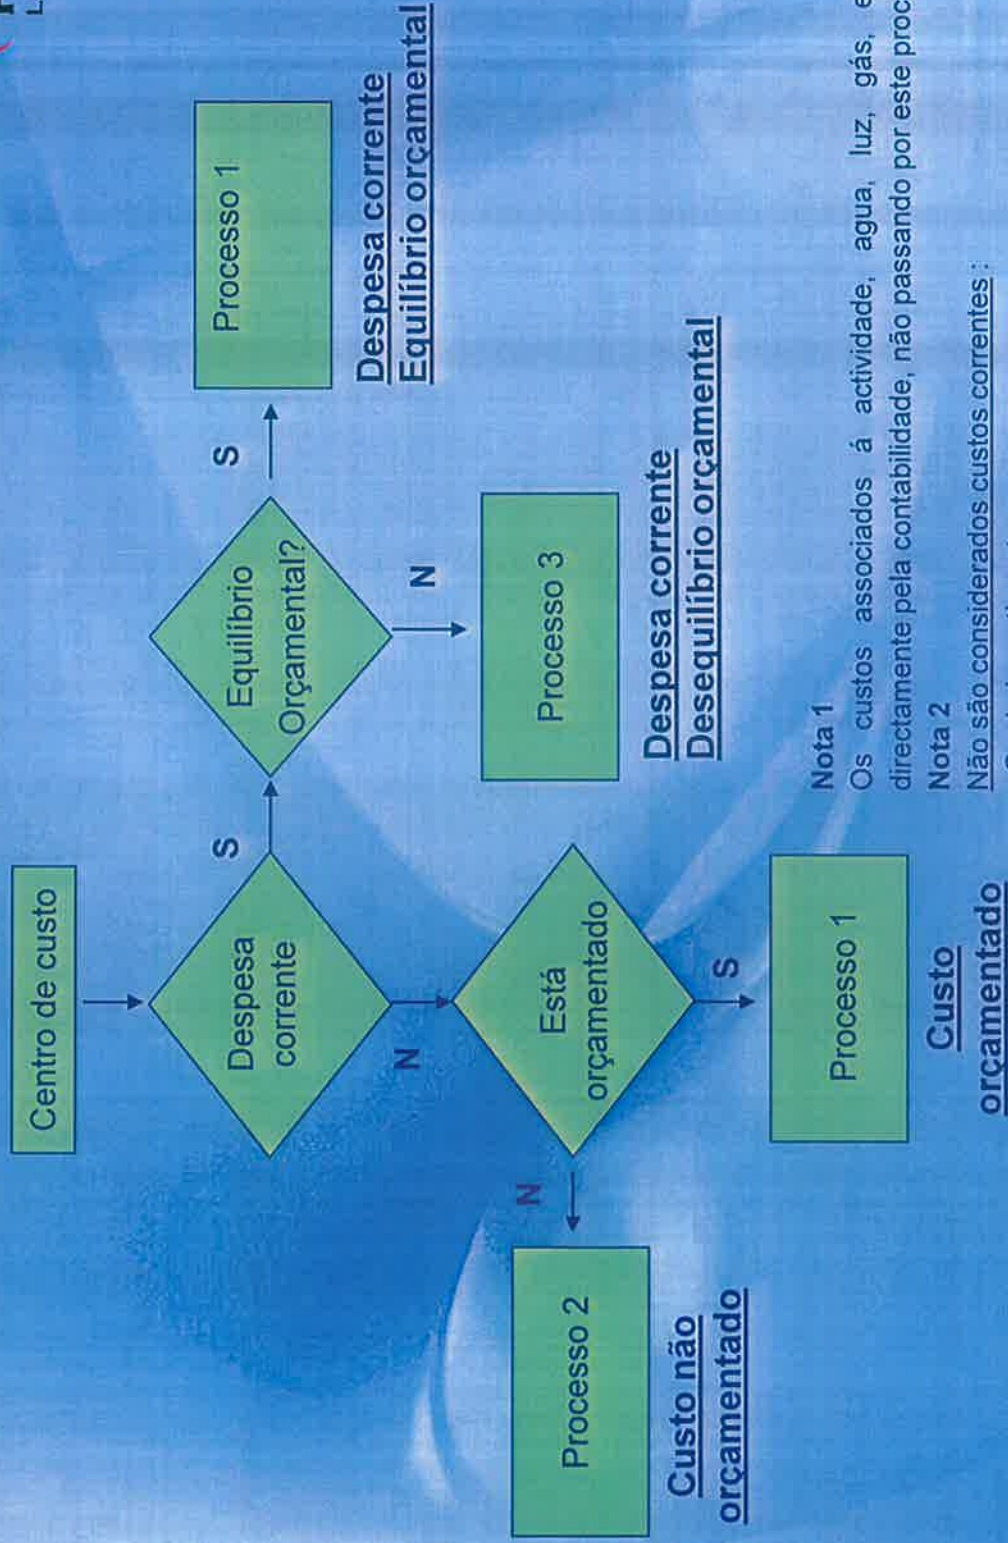 Centro de custo
Despesa
corrente
S
Equilíbrio
Orçamental?
S
Processo 1
Despesa corrente
Equilíbrio orçamental
N
Processo 3
Despesa corrente
Desequilíbrio orçamental
N
Está
orçamentado
N
Processo 2
Custo não
orçamentado
S
Processo 1
Custo
orçamentado
Nota 1
Os custos associados á actividade, agua, luz, gás,
directamente pela contabilidade, não passando por este
Nota 2
Não são considerados custos correntes :